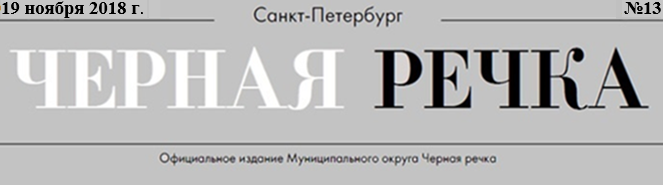 19 ноября 2018 г. Санкт-Петербург №13
ЧЕРНАЯ РЕЧКА
Официальное издание Муниципального округа Черная речка